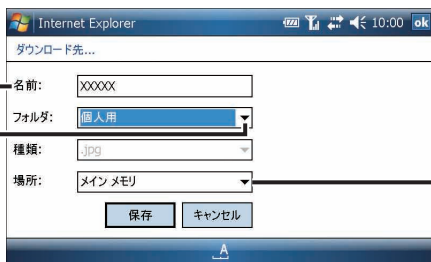 Internet Explorer 10:00 ok
ダウンロード先...
名前: XXXXX
フォルダ: 個人用
種類: .jpg
場所: メイン メモリ
保存 キャンセル
A